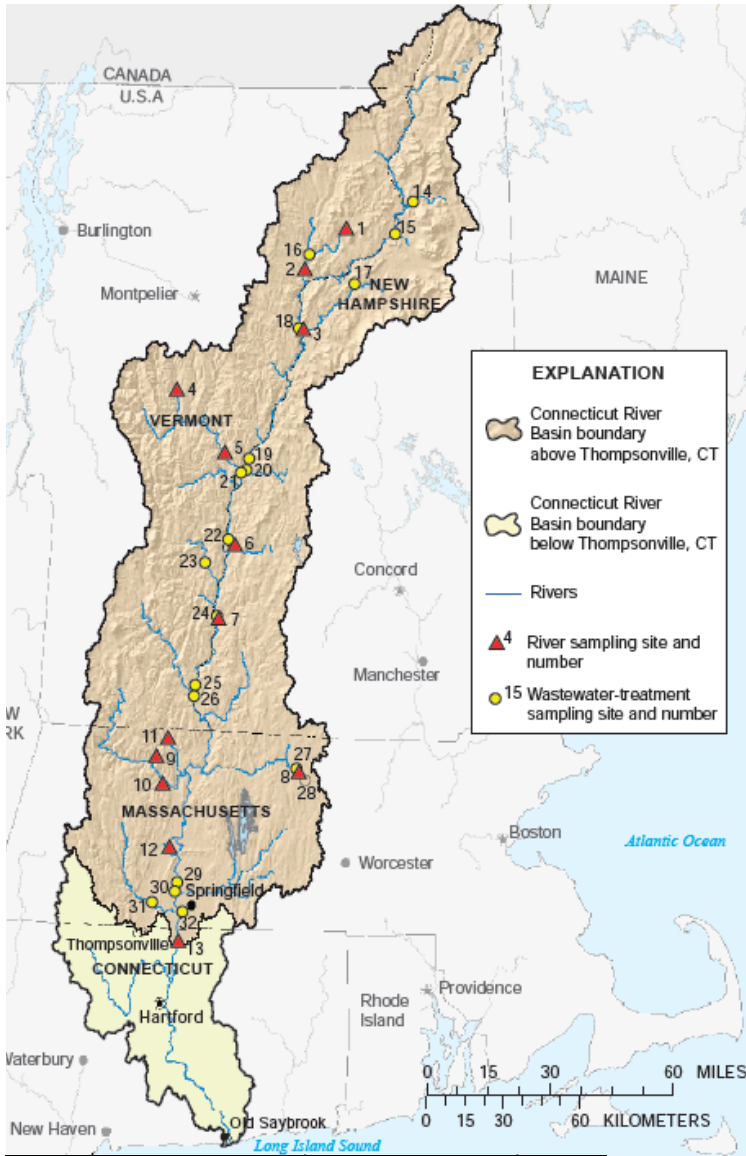 CANADA
U.S.A
14
Burlington
1
15
16
2
17
MAINE
NEW
HAMPSHIRE
Montpelier
18
3
EXPLANATION
4
VERMONT
Connecticut River
Basin boundary
above Thompsonville, CT
5
19
20
21
Connecticut River
Basin boundary
below Thompsonville, CT
22
6
23
Concord
Rivers
24
7
4
River sampling site and
number
Manchester
25
26
15
Wastewater-treatment
sampling site and number
W
RK
11
9
27
8
10
28
MASSACHUSETTS
Boston
Atlantic Ocean
12
Worcester
29
30
Springfield
31
32
Thompsonville
13
CONNECTICUT
Providence
Rhode
Island
Hartford
Waterbury
0 15 30 60 MILES
0 15 30 60 KILOMETERS
New Haven
Old Saybrook
Long Island Sound